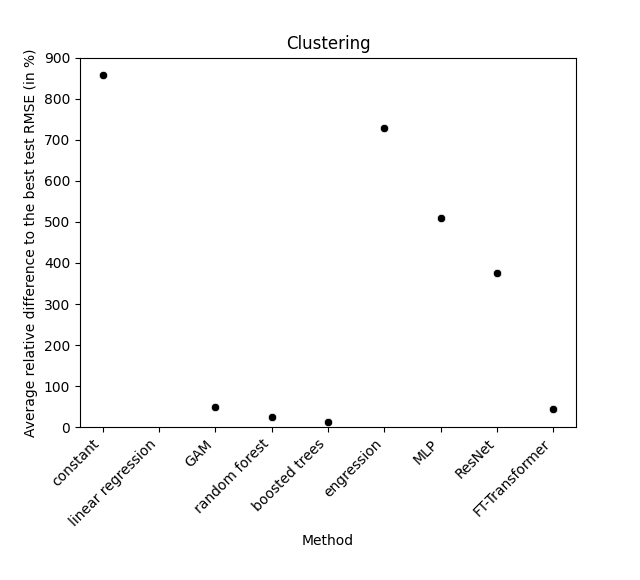 Clustering
Average relative difference to the best test RMSE (in %)
900
800
700
600
500
400
300
200
100
0
constant
linear regression
GAM
random forest
boosted trees
engression
MLP
ResNet
FT-Transformer
Method